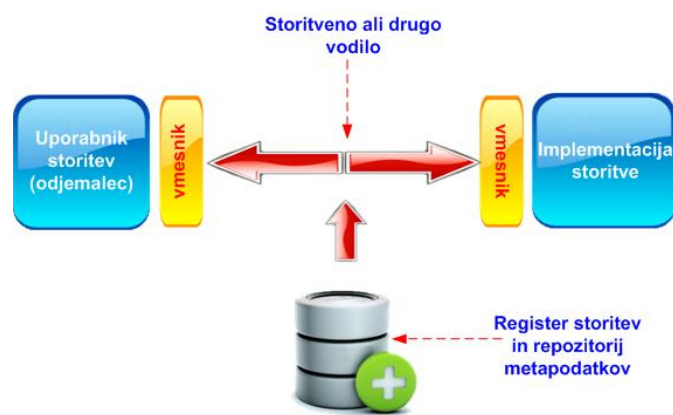 Storitveno ali drugo
vodilo
Uporabnik
storitev
(odjemalec)
vmesnik
vmesnik
Implementacija
storitve
Register storitev
in repozitorij
metapodatkov